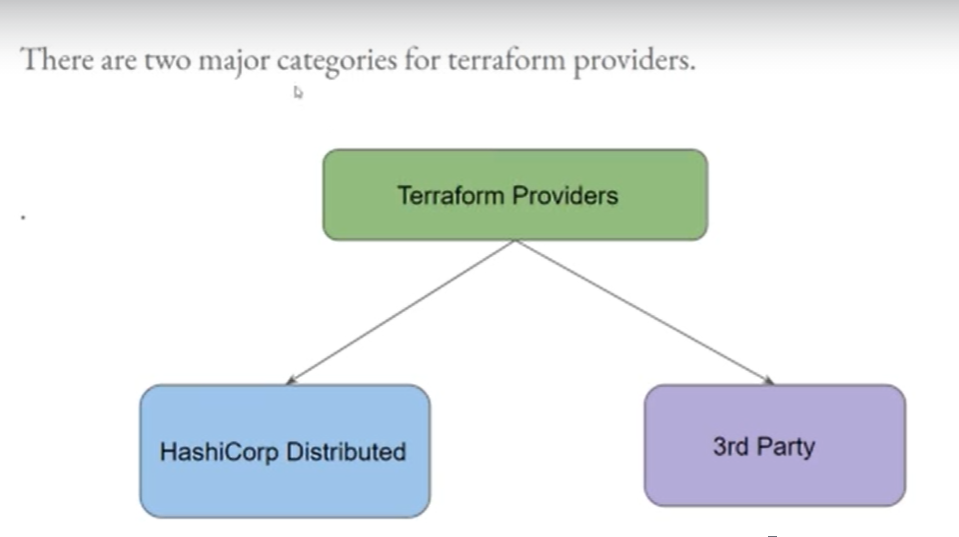 There are two major categories for terraform providers.
Terraform Providers
HashiCorp Distributed
3rd Party